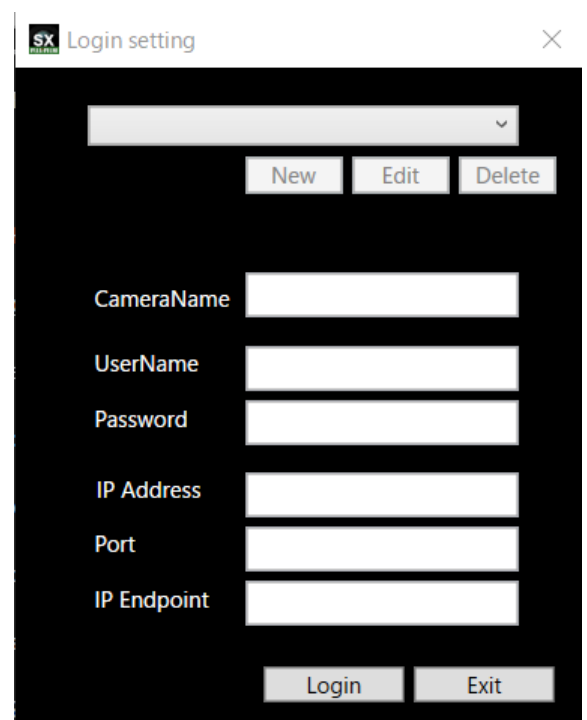 SX Login setting
New Edit Delete
CameraName
UserName
Password
IP Address
Port
IP Endpoint
Login Exit